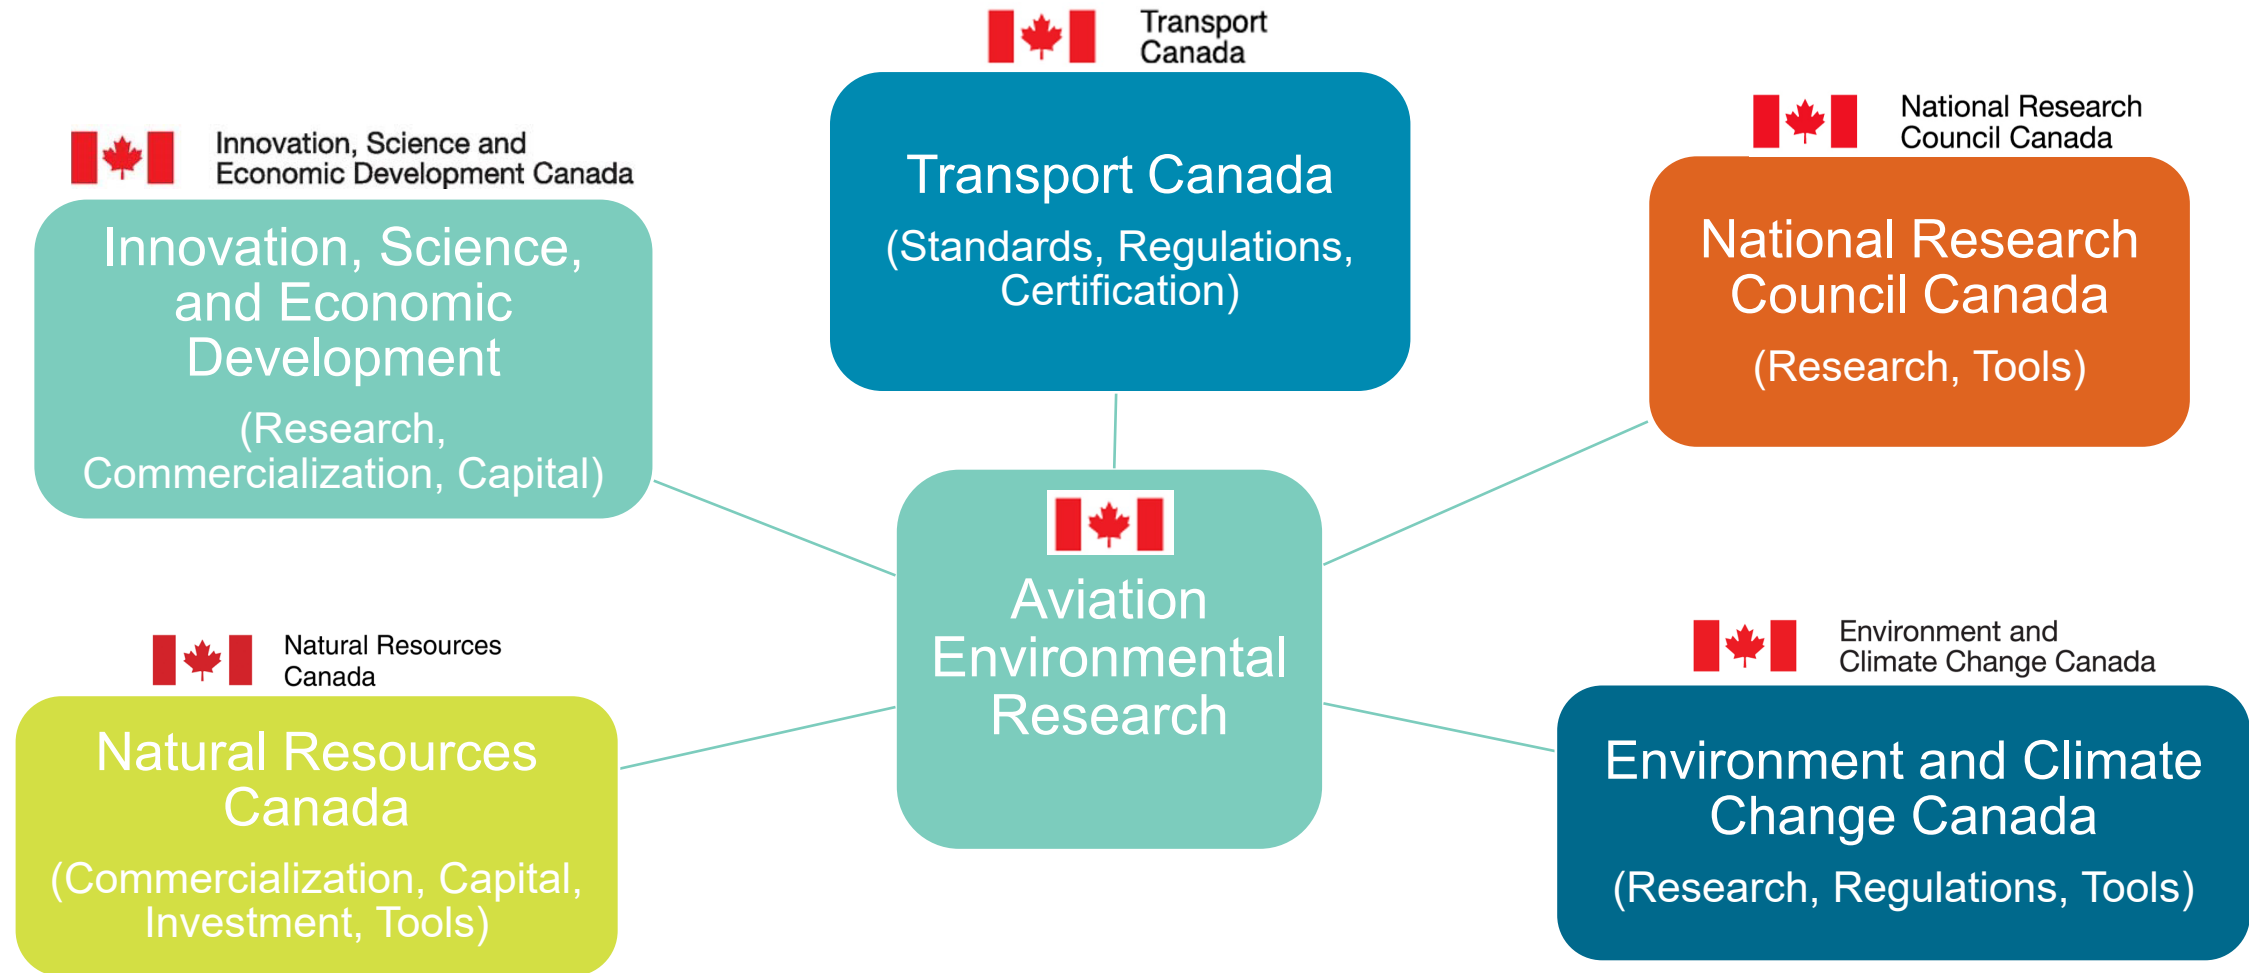 Transport
Canada
Transport Canada
(Standards, Regulations,
Certification)
Innovation, Science and
Economic Development Canada
Innovation, Science,
and Economic
Development
(Research,
Commercialization, Capital)
National Research
Council Canada
National Research
Council Canada
(Research, Tools)
Aviation
Environmental
Research
Natural Resources
Canada
Natural Resources
Canada
(Commercialization, Capital,
Investment, Tools)
Environment and
Climate Change Canada
Environment and Climate
Change Canada
(Research, Regulations, Tools)